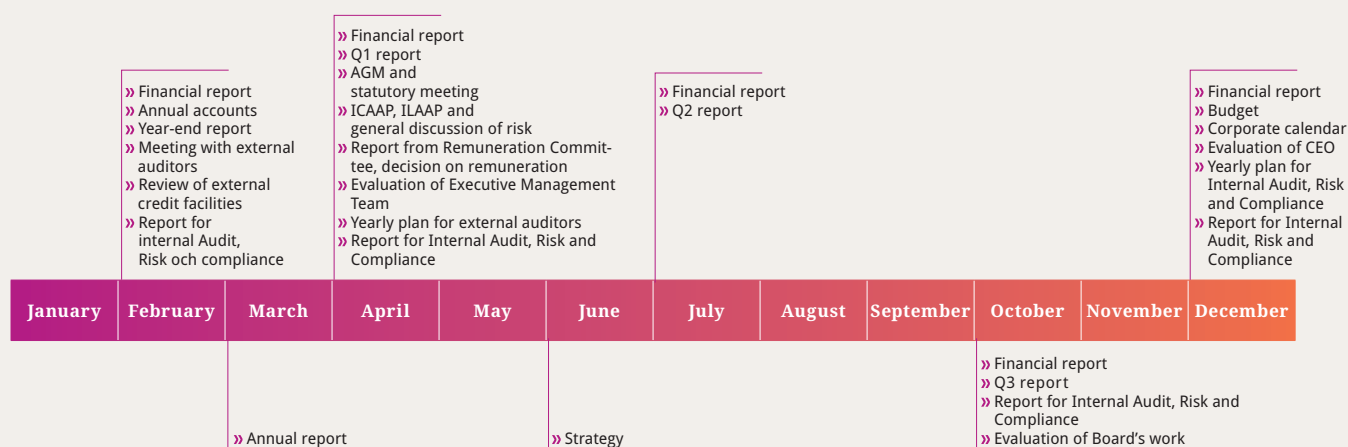 » Financial report
» Annual accounts
» Year-end report
» Meeting with external
auditors
» Review of external
credit facilities
» Report for
internal Audit,
Risk och compliance
» Financial report
» Q1 report
» AGM and
statutory meeting
» ICAAP, ILAAP and
general discussion of risk
» Report from Remuneration Commit-
tee, decision on remuneration
» Evaluation of Executive Management
Team
» Yearly plan for external auditors
» Report for Internal Audit, Risk and
Compliance
» Financial report
» Q2 report
» Financial report
» Budget
» Corporate calendar
» Evaluation of CEO
» Yearly plan for
Internal Audit, Risk
and Compliance
» Report for Internal
Audit, Risk and
Compliance
January February March April May June July August September October November December
» Annual report
» Strategy
» Financial report
» Q3 report
» Report for Internal Audit, Risk and
Compliance
» Evaluation of Board’s work